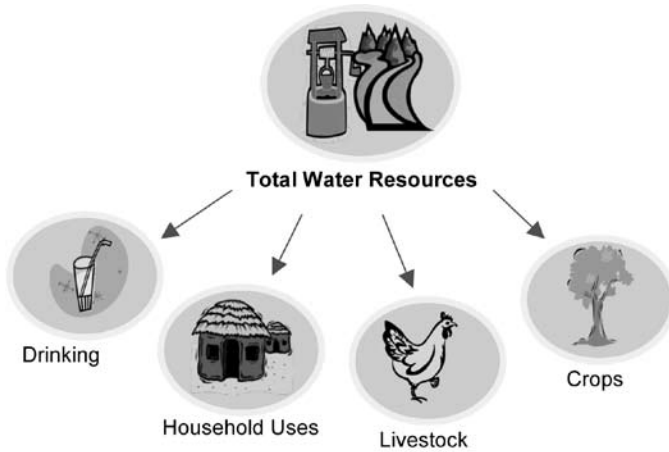 Total Water Resources
Drinking
Household Uses
Livestock
Crops